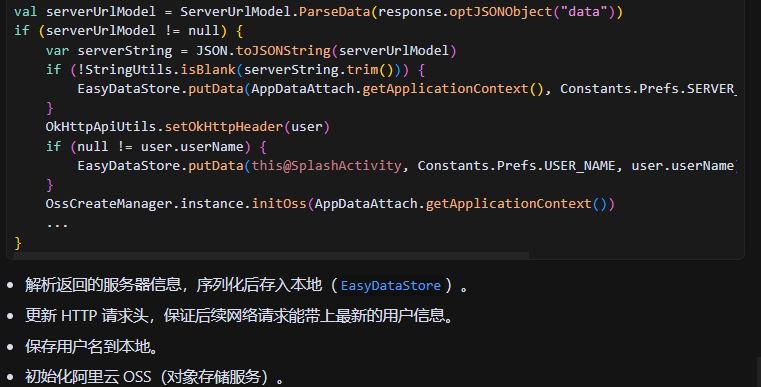 val serverUrlModel = ServerUrlModel.ParseData(response.optJSONObject("data"))
if (serverUrlModel != null) {
var serverString = JSON.toJSONString(serverUrlModel)
if (!StringUtils.isBlank(serverString.trim())) {
EasyDataStore.putData(AppDataAttach.getApplicationContext(), Constants.Prefs.SERVER_
}
OkHttpApiUtils.setOkHttpHeader(user)
if (null != user.userName) {
EasyDataStore.putData(this@SplashActivity, Constants.Prefs.USER_NAME, user.userName)
}
OssCreateManager.instance.initOss(AppDataAttach.getApplicationContext())
...
}
• 解析返回的服务器信息，序列化后存入本地（EasyDataStore）。
• 更新 HTTP 请求头，保证后续网络请求能带上最新的用户信息。
• 保存用户名到本地。
• 初始化阿里云 OSS（对象存储服务）。